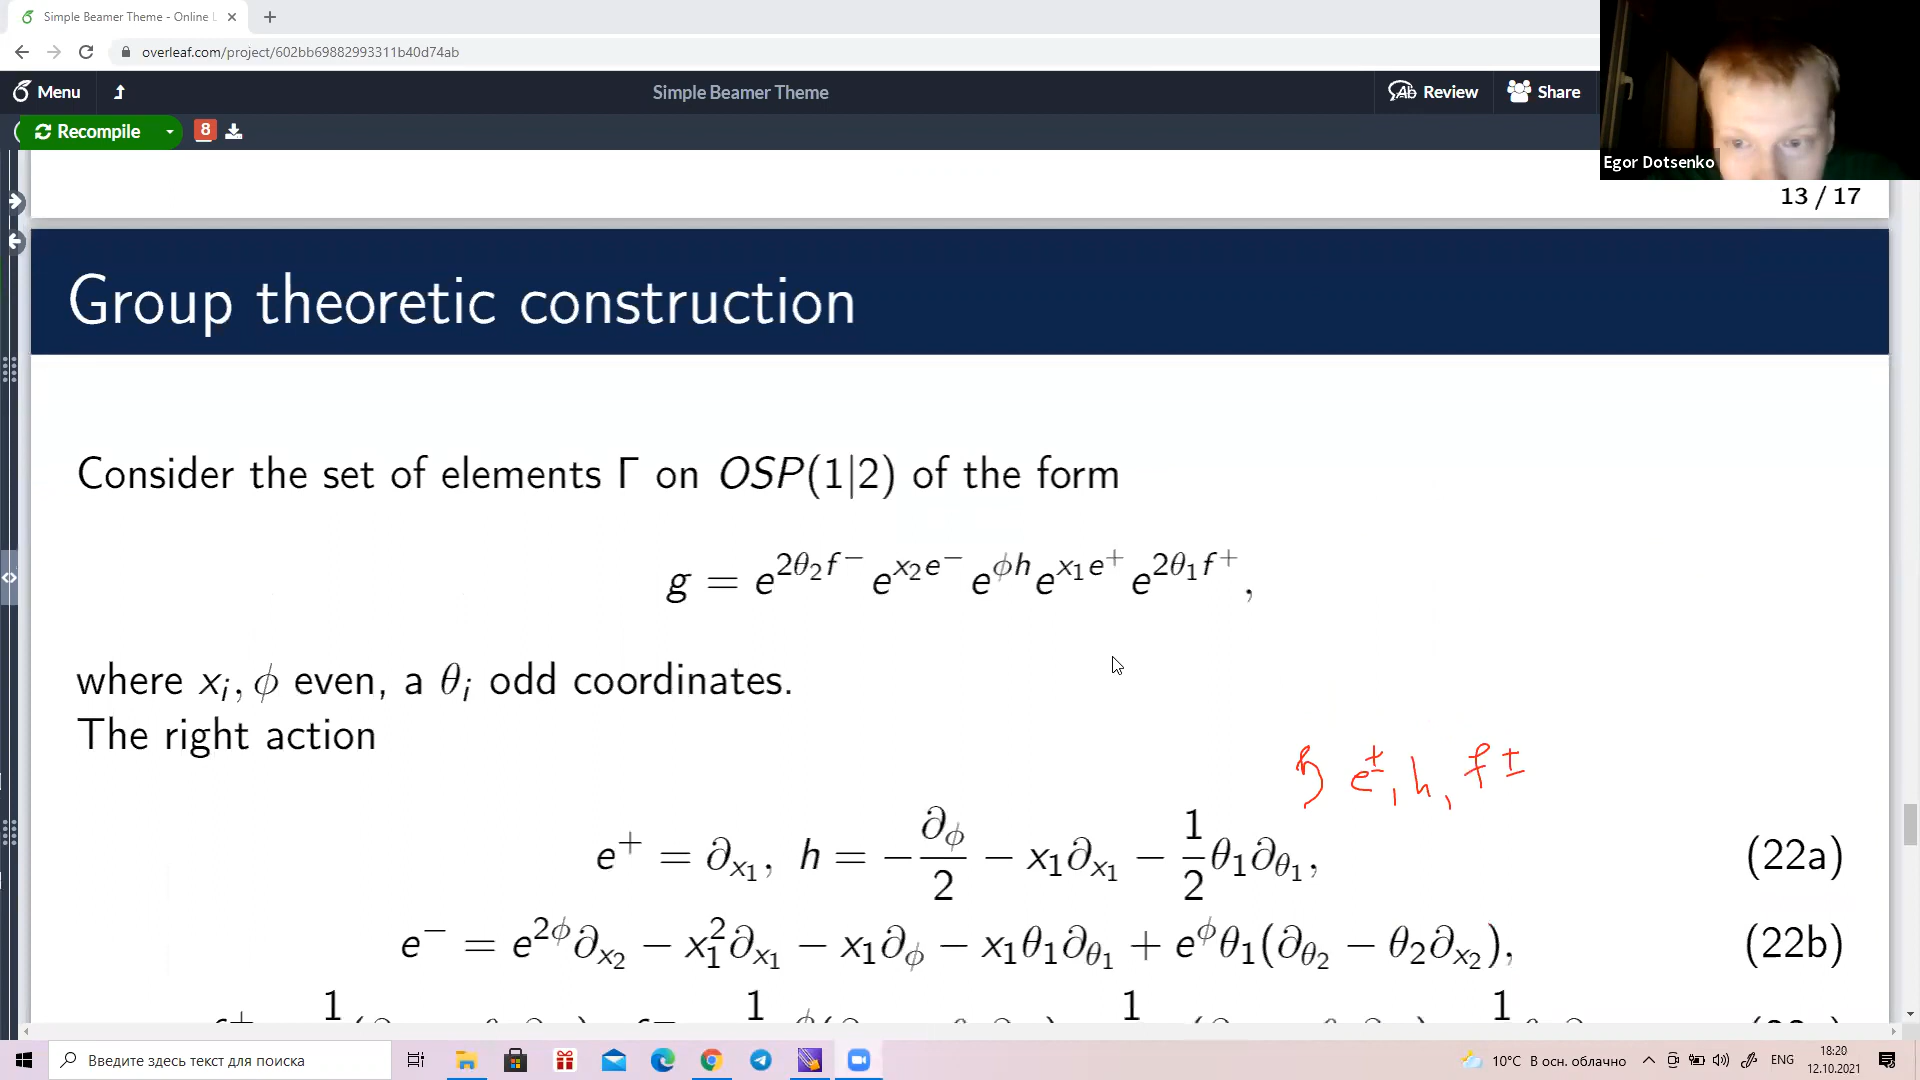 Simple Beamer Theme - Online L
overleaf.com/project/602bb69882993311b40d74ab
Menu
Simple Beamer Theme
Review
Share
Recompile
8
Egor Dotsenko
13 / 17
Group theoretic construction
Consider the set of elements Γ on OSP(1|2) of the form
g = e^{2θ_2 f^-} e^{x_2 e^-} e^{ϕh} e^{x_1 e^+} e^{2θ_1 f^+},
where x_i, ϕ even, a θ_i odd coordinates.
The right action
e^±, h, f^±
e^+ = ∂_{x_1}, h = −∂_ϕ/2 − x_1∂_{x_1} − 1/2 θ_1∂_{θ_1}, (22a)
e^- = e^{2ϕ}∂_{x_2} − x_1^2∂_{x_1} − x_1∂_ϕ − x_1θ_1∂_{θ_1} + e^ϕθ_1(∂_{θ_2} − θ_2∂_{x_2}), (22b)
Введите здесь текст для поиска
10°C В осн. облачно
ENG
18:20
12.10.2021